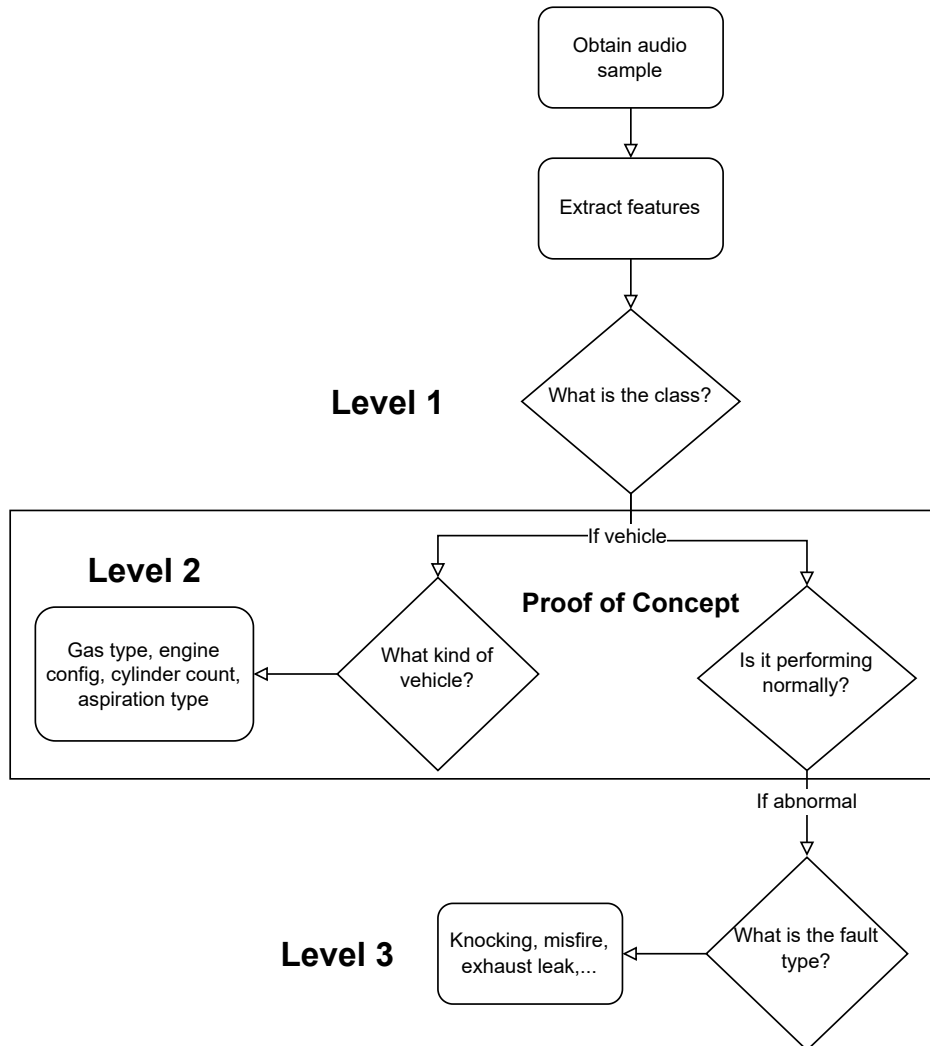 Obtain audio
sample
Extract features
What is the class?
Level 1
If vehicle
Level 2
Proof of Concept
Gas type, engine
config, cylinder count,
aspiration type
What kind of
vehicle?
Is it performing
normally?
If abnormal
Level 3
Knocking, misfire,
exhaust leak,...
What is the fault
type?